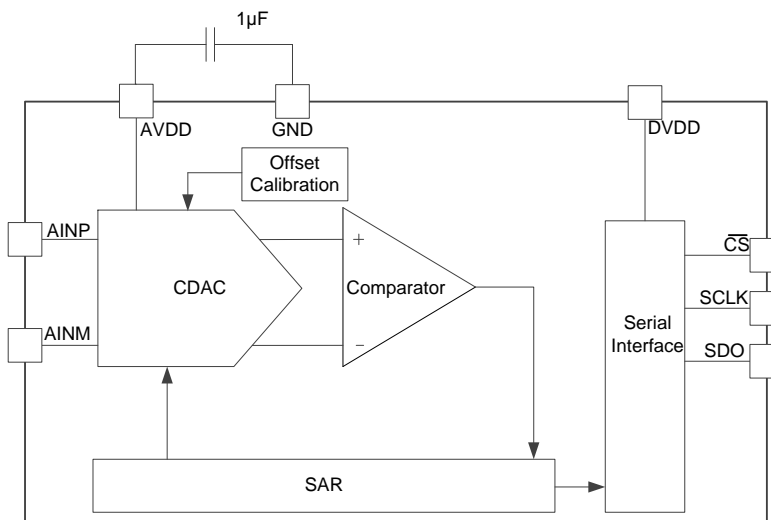 1µF
AVDD
GND
DVDD
Offset
Calibration
AINP
+
CS
CDAC
Comparator
SCLK
Serial
Interface
AINM
−
SDO
SAR